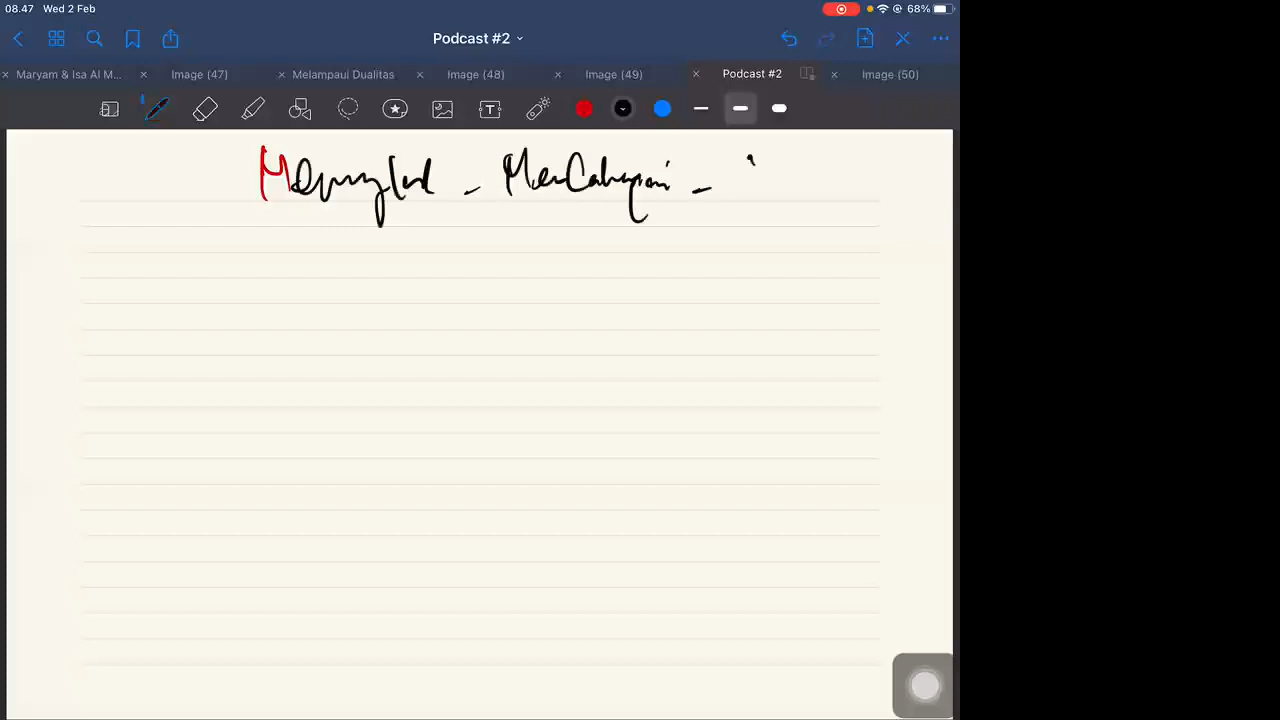 08.47 Wed 2 Feb 68%
Podcast #2
Maryam & Isa Al M... Image (47) Melampaui Dualitas Image (48) Image (49) Podcast #2 Image (50)
- MenCahyai -